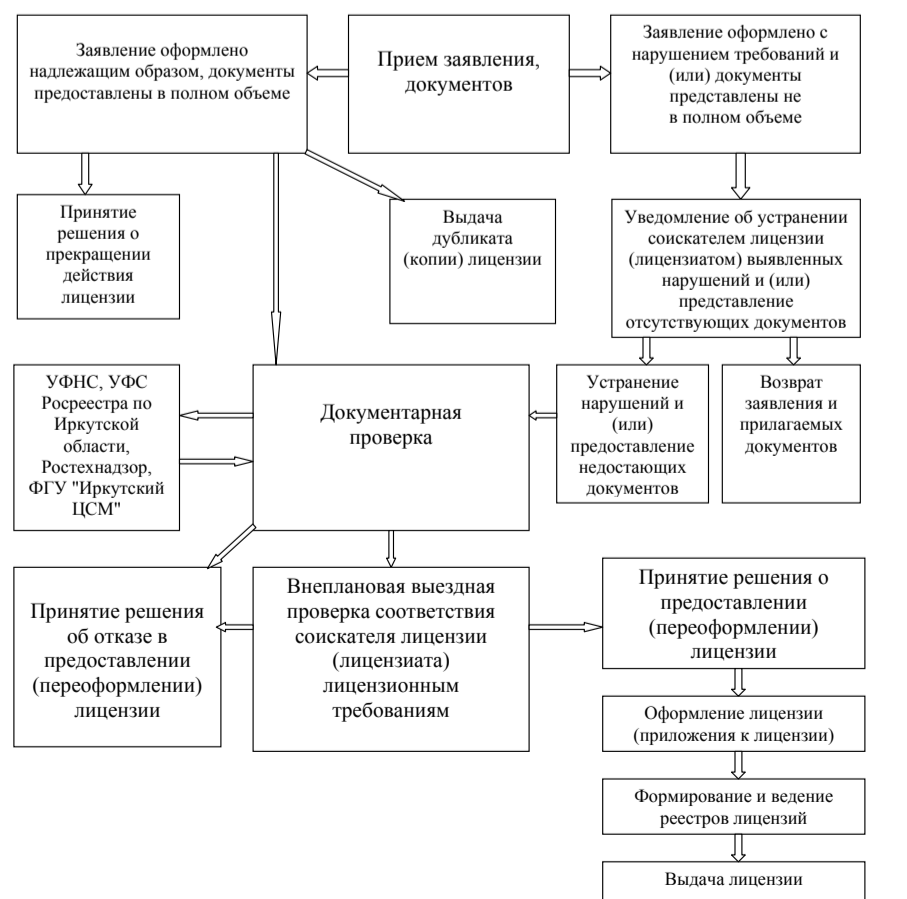 Заявление оформлено
надлежащим образом, документы
предоставлены в полном объеме
Прием заявления,
документов
Заявление оформлено с
нарушением требований и
(или) документы
представлены не
в полном объеме
Принятие
решения о
прекращении
действия
лицензии
Выдача
дубликата
(копии) лицензии
Уведомление об устранении
соискателем лицензии
(лицензиатом) выявленных
нарушений и (или)
представление
отсутствующих документов
УФНС, УФС
Росреестра по
Иркутской
области,
Ростехнадзор,
ФГУ "Иркутский
ЦСМ"
Документарная
проверка
Устранение
нарушений и
(или)
предоставление
недостающих
документов
Возврат
заявления и
прилагаемых
документов
Принятие решения
об отказе в
предоставлении
(переоформлении)
лицензии
Внеплановая выездная
проверка соответствия
соискателя лицензии
(лицензиата)
лицензионным
требованиям
Принятие решения о
предоставлении
(переоформлении)
лицензии
Оформление лицензии
(приложения к лицензии)
Формирование и ведение
реестров лицензий
Выдача лицензии